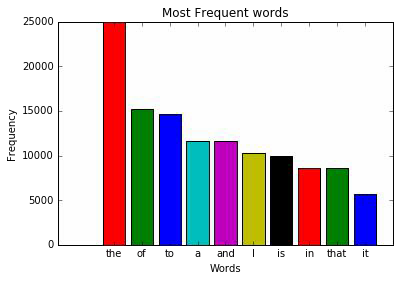 Most Frequent words
25000
20000
15000
10000
5000
0
Frequency
the of to a and I is in that it
Words